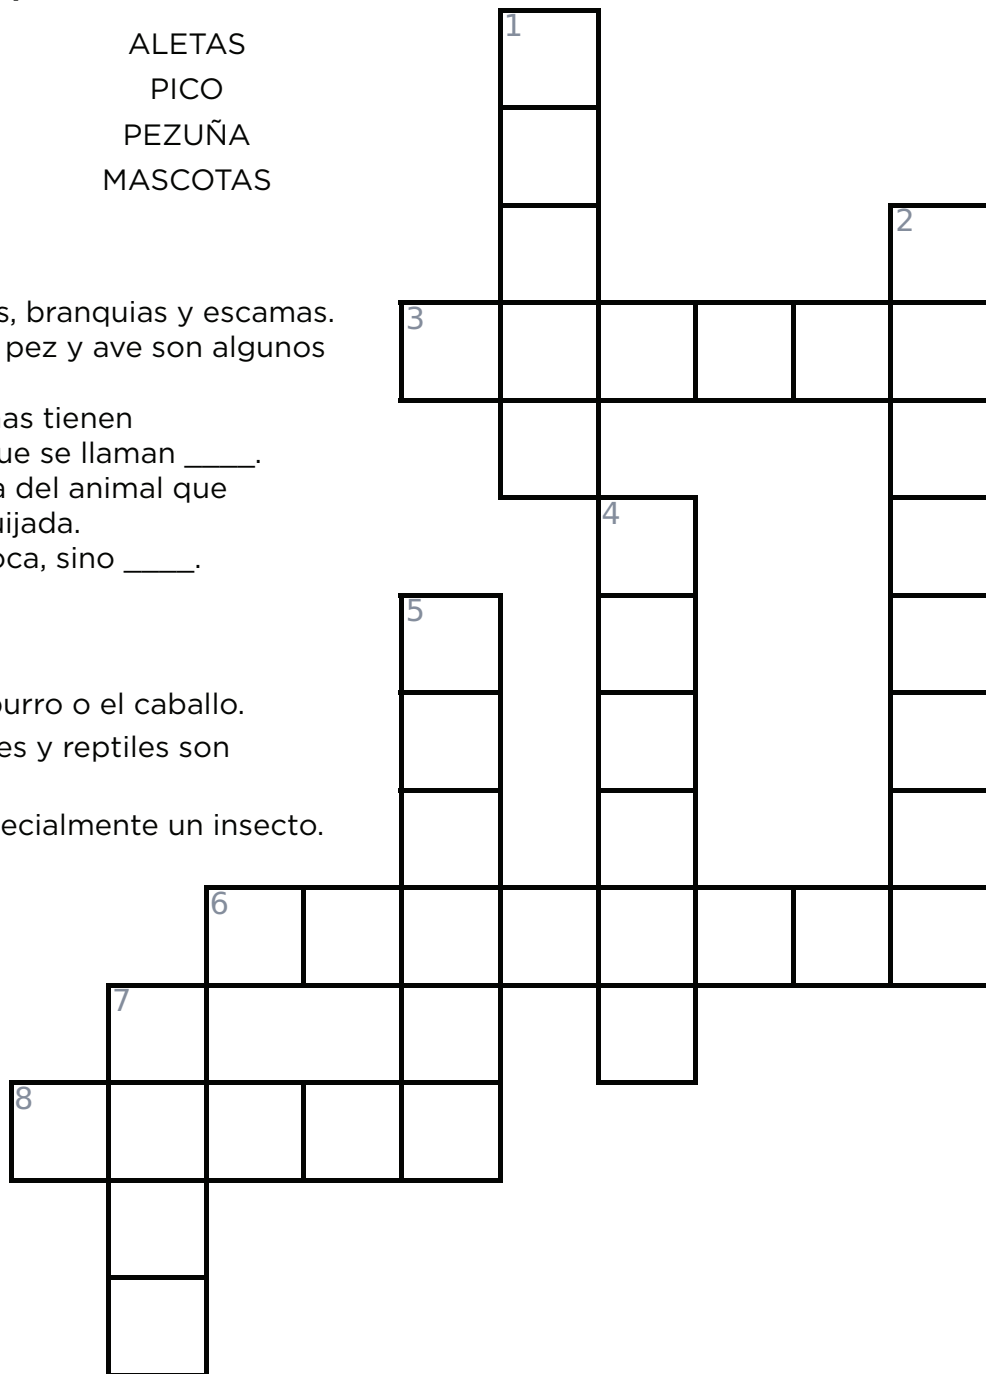 ALETAS
PICO
PEZUÑA
MASCOTAS
s, branquias y escamas.
pez y ave son algunos
as tienen
ue se llaman ____.
a del animal que
uijada.
oca, sino ____.
urro o el caballo.
es y reptiles son
ecialmente un insecto.
1
2
3
4
5
6
7
8